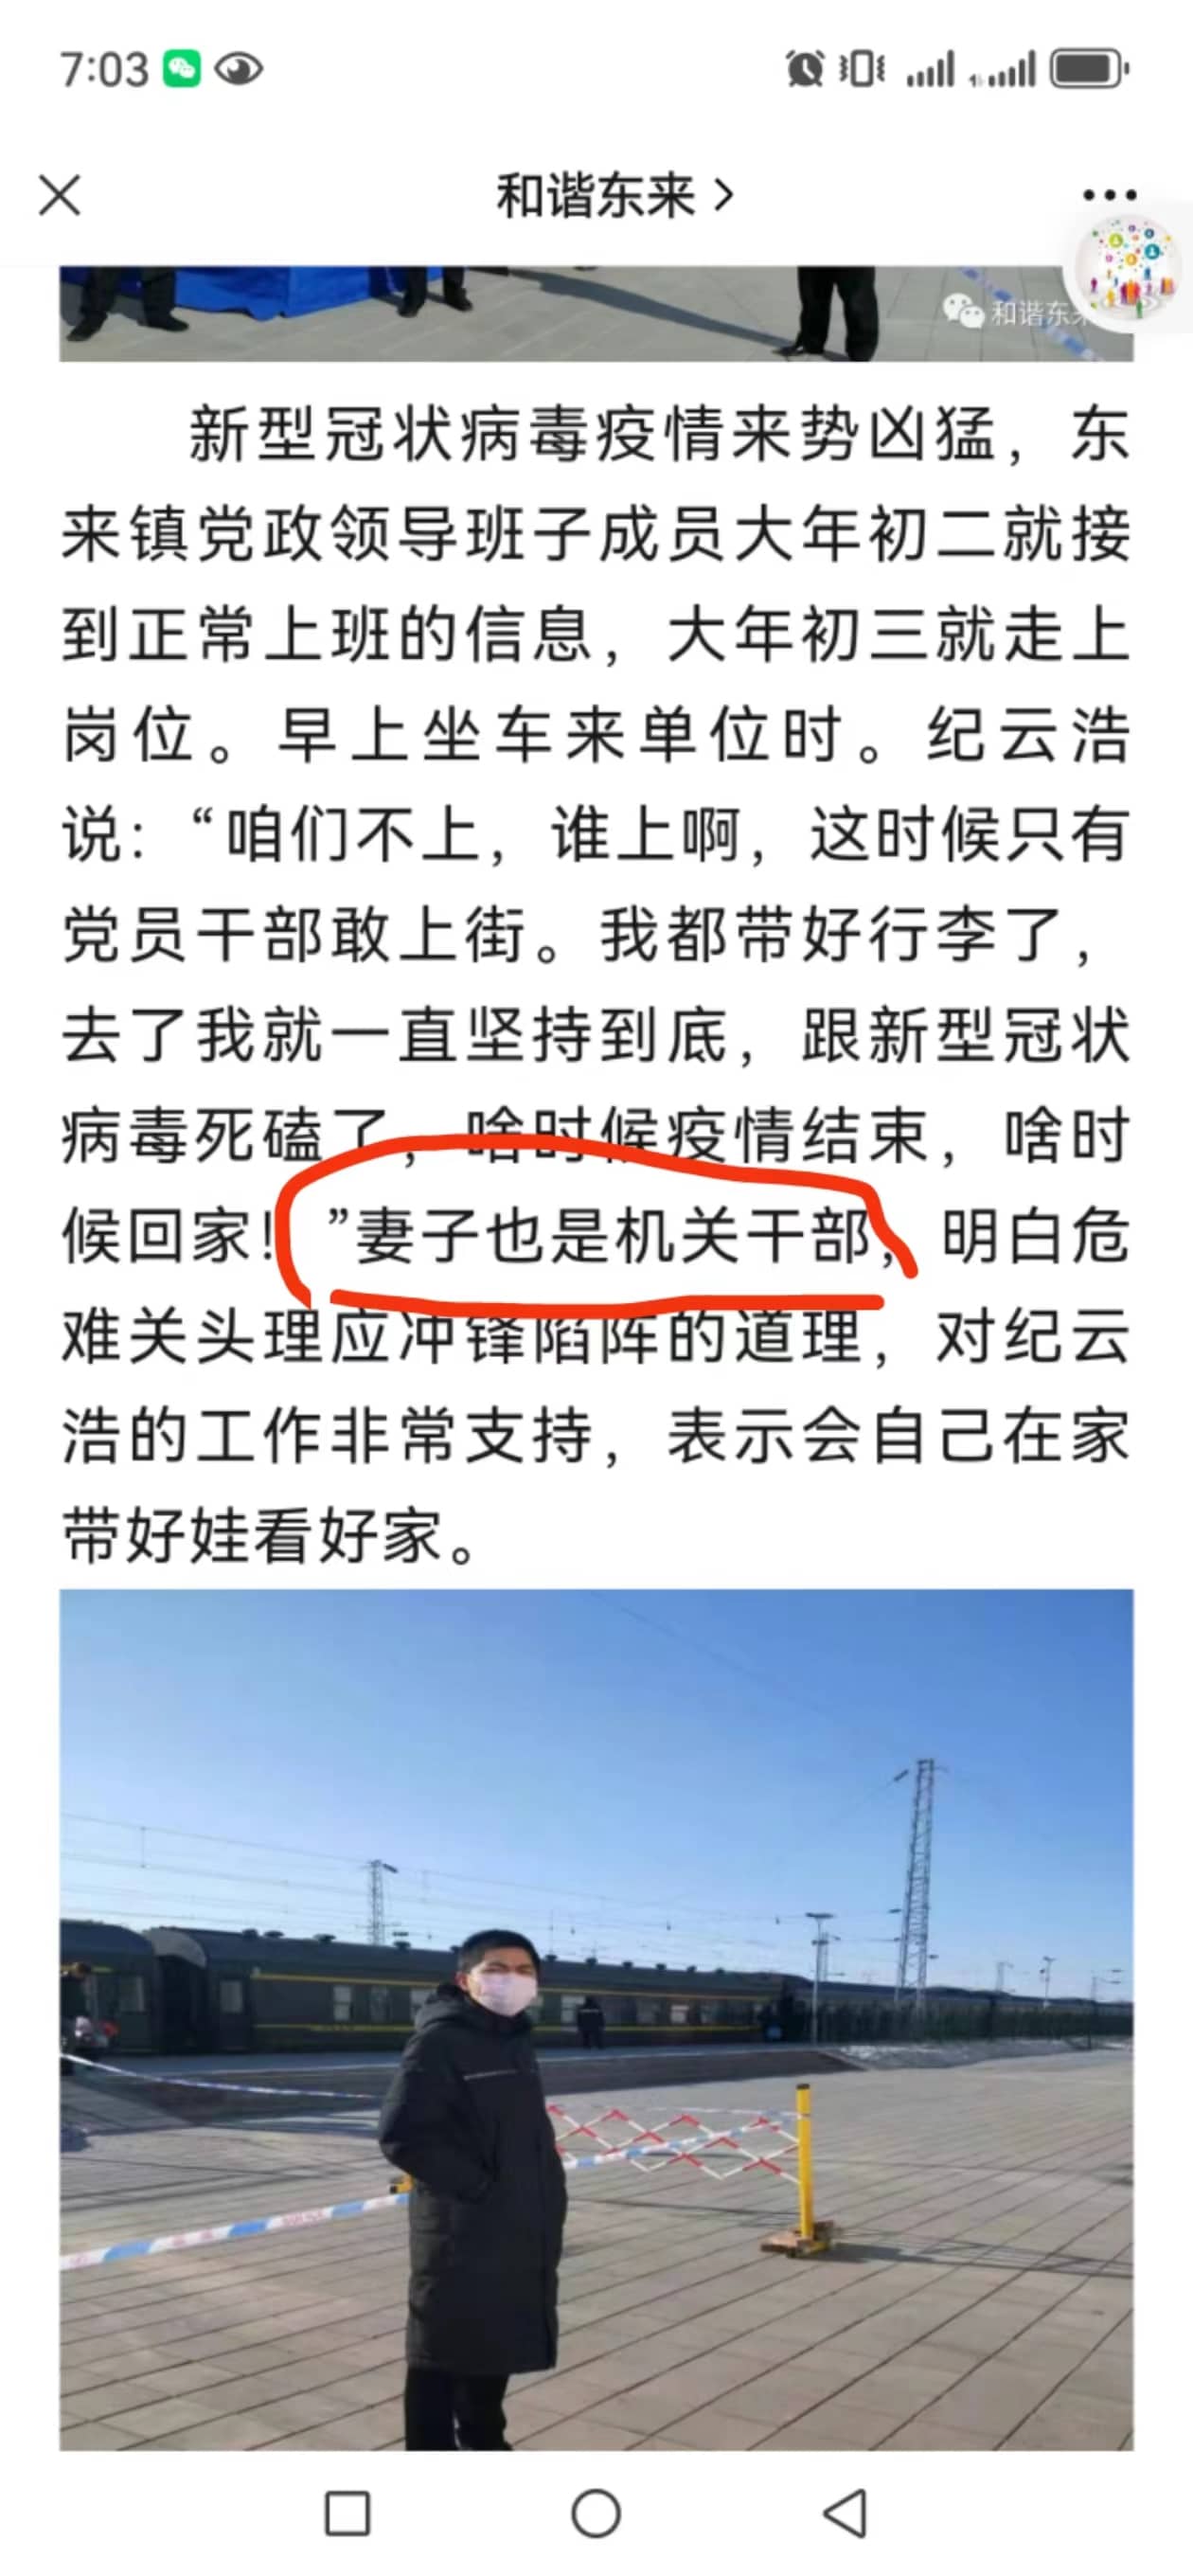 7:03
和谐东来
和谐东来
新型冠状病毒疫情来势凶猛，东
来镇党政领导班子成员大年初二就接
到正常上班的信息，大年初三就走上
岗位。早上坐车来单位时。纪云浩
说：“咱们不上，谁上啊，这时候只有
党员干部敢上街。我都带好行李了，
去了我就一直坚持到底，跟新型冠状
病毒死磕了，啥时候疫情结束，啥时
候回家！”妻子也是机关干部，明白危
难关头理应冲锋陷阵的道理，对纪云
浩的工作非常支持，表示会自己在家
带好娃看好家。